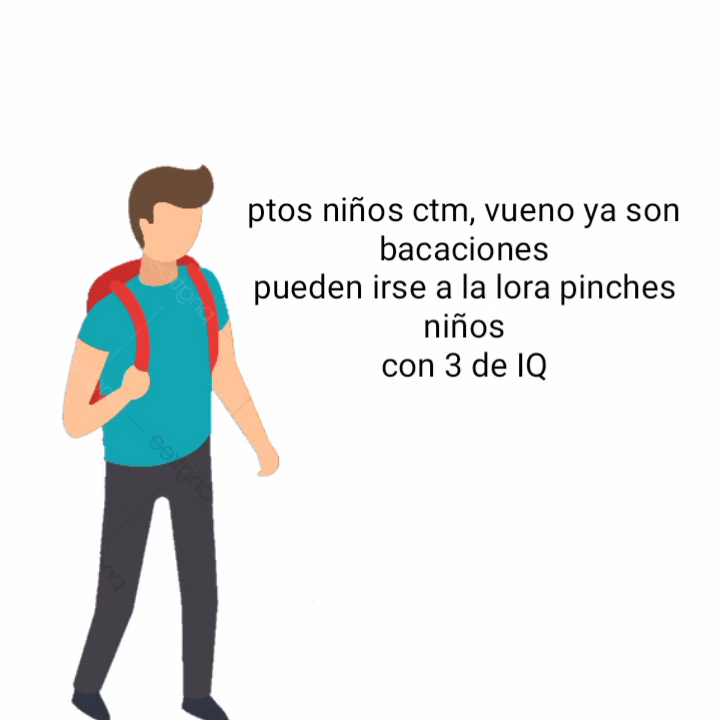 ptos niños ctm, vueno ya son
bacaciones
pueden irse a la lora pinches
niños
con 3 de IQ